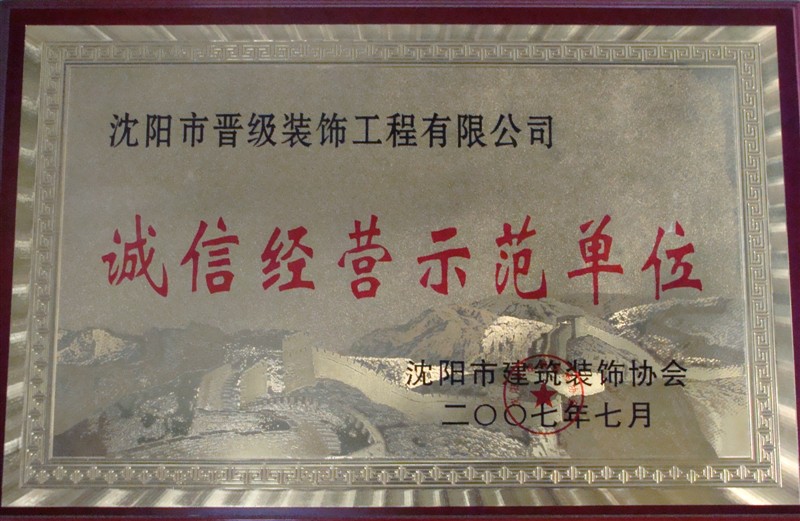 沈阳市晋级装饰工程有限公司
诚信经营示范单位
沈阳市建筑装饰协会
二〇〇七年七月